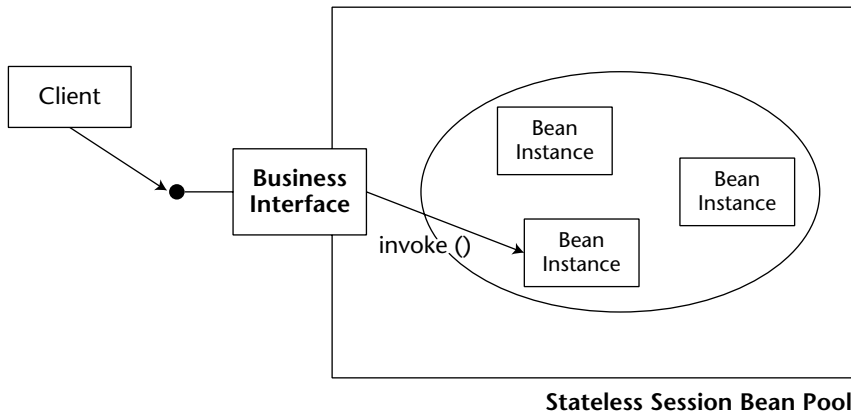 Client
Business
Interface
invoke ()
Bean
Instance
Bean
Instance
Bean
Instance
Stateless Session Bean Pool